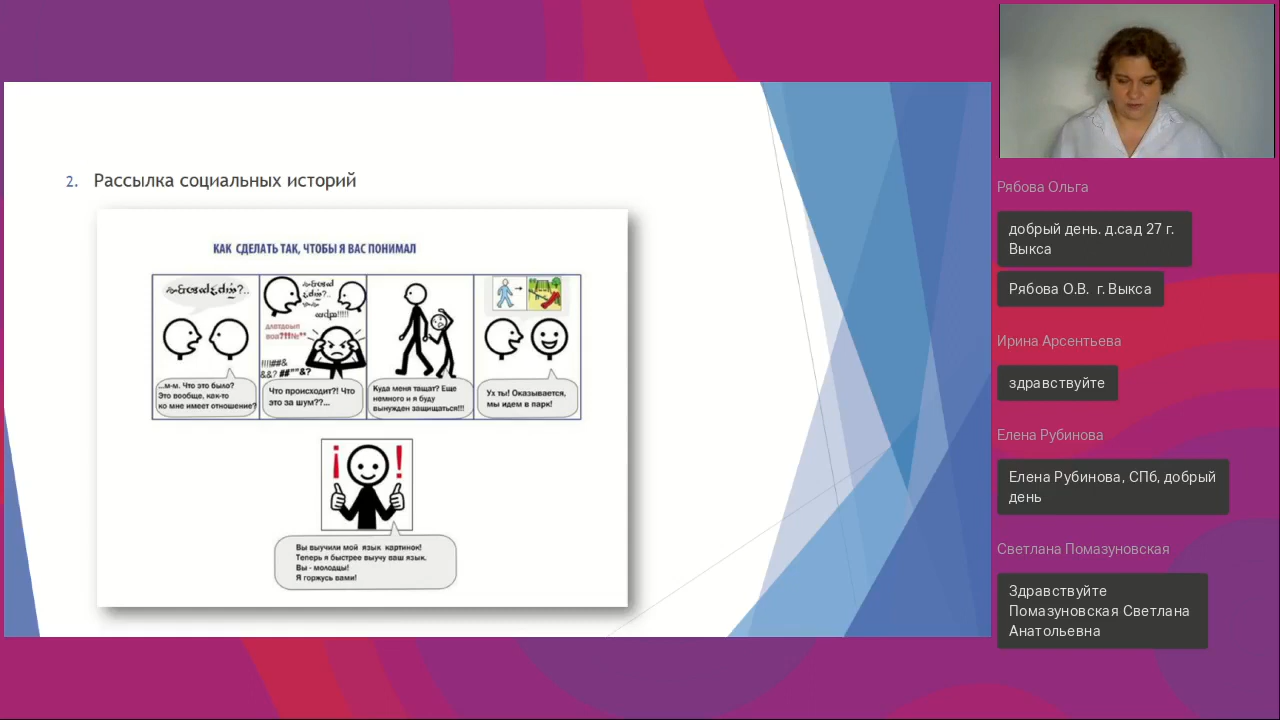 2. Рассылка социальных историй
КАК СДЕЛАТЬ ТАК, ЧТОБЫ Я ВАС ПОНИМАЛ
...м-м. Что это было?
Это вообще, как-то
ко мне имеет отношение?
Что происходит?! Что
это за шум??...
Куда меня тащат? Еще
немного и я буду
вынужден защищаться!!!
Ух ты! Оказывается,
мы идем в парк!
Вы выучили мой язык картинок!
Теперь я быстрее выучу ваш язык.
Вы - молодцы!
Я горжусь вами!
Рябова Ольга
добрый день. д.сад 27 г.
Выкса
Рябова О.В. г. Выкса
Ирина Арсентьева
здравствуйте
Елена Рубинова
Елена Рубинова, СПб, добрый
день
Светлана Помазуновская
Здравствуйте
Помазуновская Светлана
Анатольевна